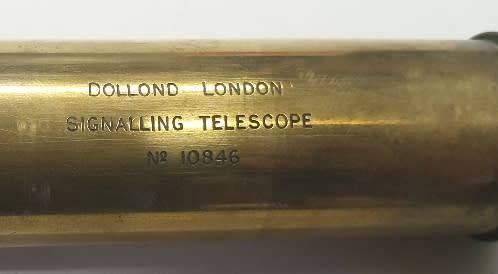 DOLLOND LONDON
SIGNALLING TELESCOPE
Nº 10846